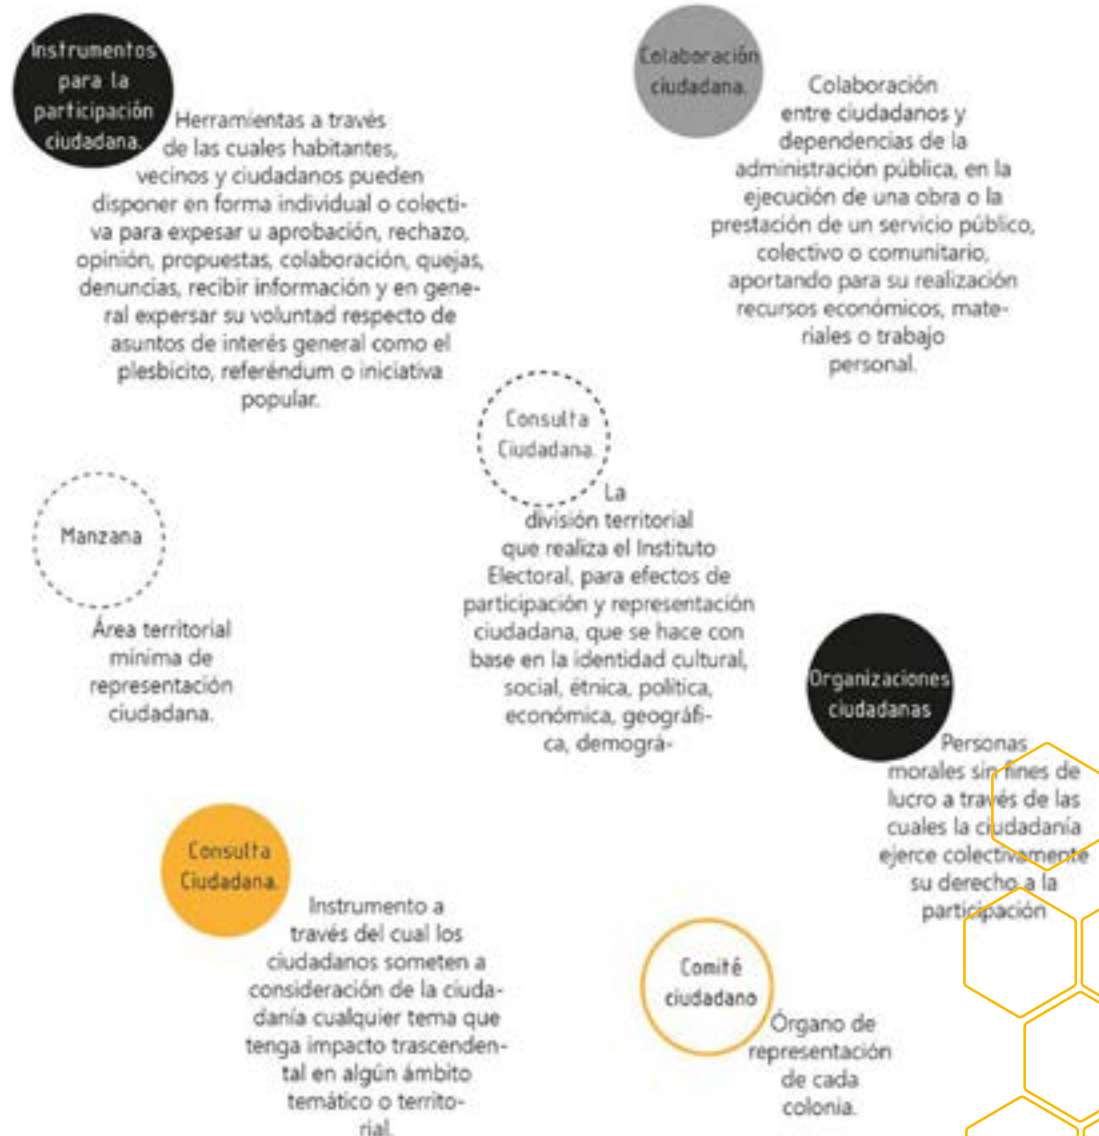 Instrumentos
para la
participación
ciudadana.
Herramientas a través
de las cuales habitantes,
vecinos y ciudadanos pueden
disponer en forma individual o colecti-
va para expesar u aprobación, rechazo,
opinión, propuestas, colaboración, quejas,
denuncias, recibir información y en gene-
ral expersar su voluntad respecto de
asuntos de interés general como el
plesbicito, referéndum o iniciativa
popular.
Colaboración
ciudadana.
Colaboración
entre ciudadanos y
dependencias de la
administración pública, en la
ejecución de una obra o la
prestación de un servicio público,
colectivo o comunitario,
aportando para su realización
recursos económicos, mate-
riales o trabajo
personal.
Consulta
Ciudadana.
La
división territorial
que realiza el Instituto
Electoral, para efectos de
participación y representación
ciudadana, que se hace con
base en la identidad cultural,
social, étnica, política,
económica, geográfi-
ca, demográ-
Manzana
Área territorial
mínima de
representación
ciudadana.
Organizaciones
ciudadanas
Personas
morales sin fines de
lucro a través de las
cuales la ciudadanía
ejerce colectivamente
su derecho a la
participación
Consulta
Ciudadana.
Instrumento a
través del cual los
ciudadanos someten a
consideración de la ciuda-
danía cualquier tema que
tenga impacto trascenden-
tal en algún ámbito
temático o territo-
rial.
Comité
ciudadano
Órgano de
representación
de cada
colonia.